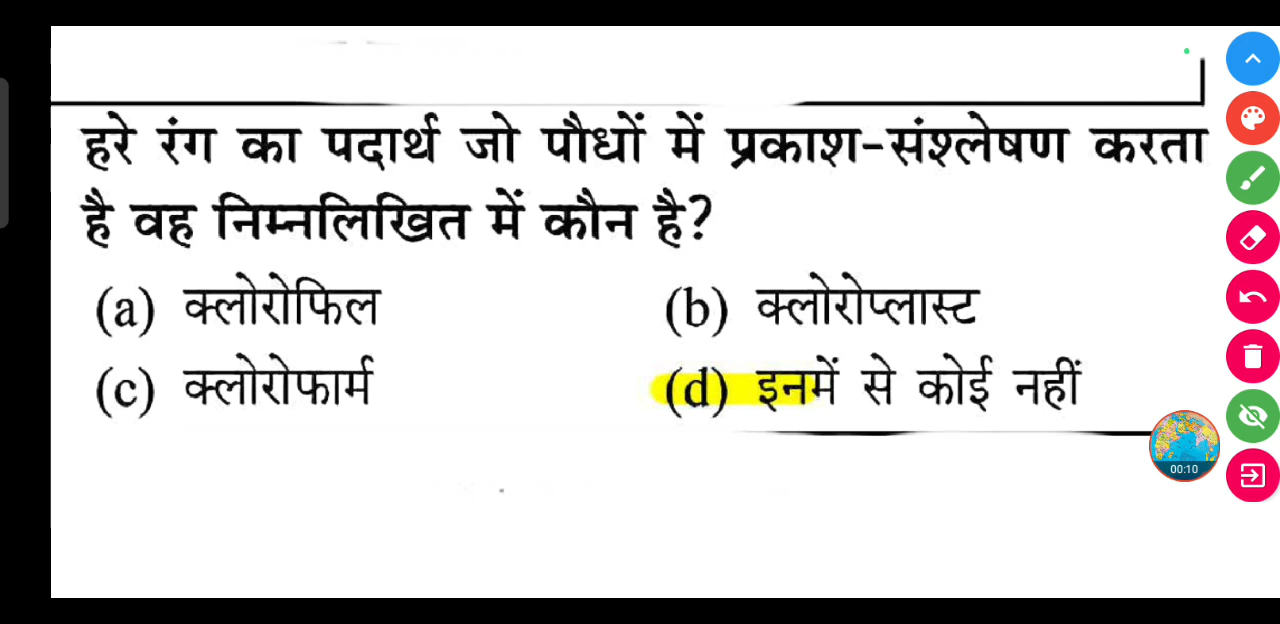 हरे रंग का पदार्थ जो पौधों में प्रकाश-संश्लेषण करता
है वह निम्नलिखित में कौन है?
(a) क्लोरोफिल (b) क्लोरोप्लास्ट
(c) क्लोरोफार्म (d) इनमें से कोई नहीं
00:10